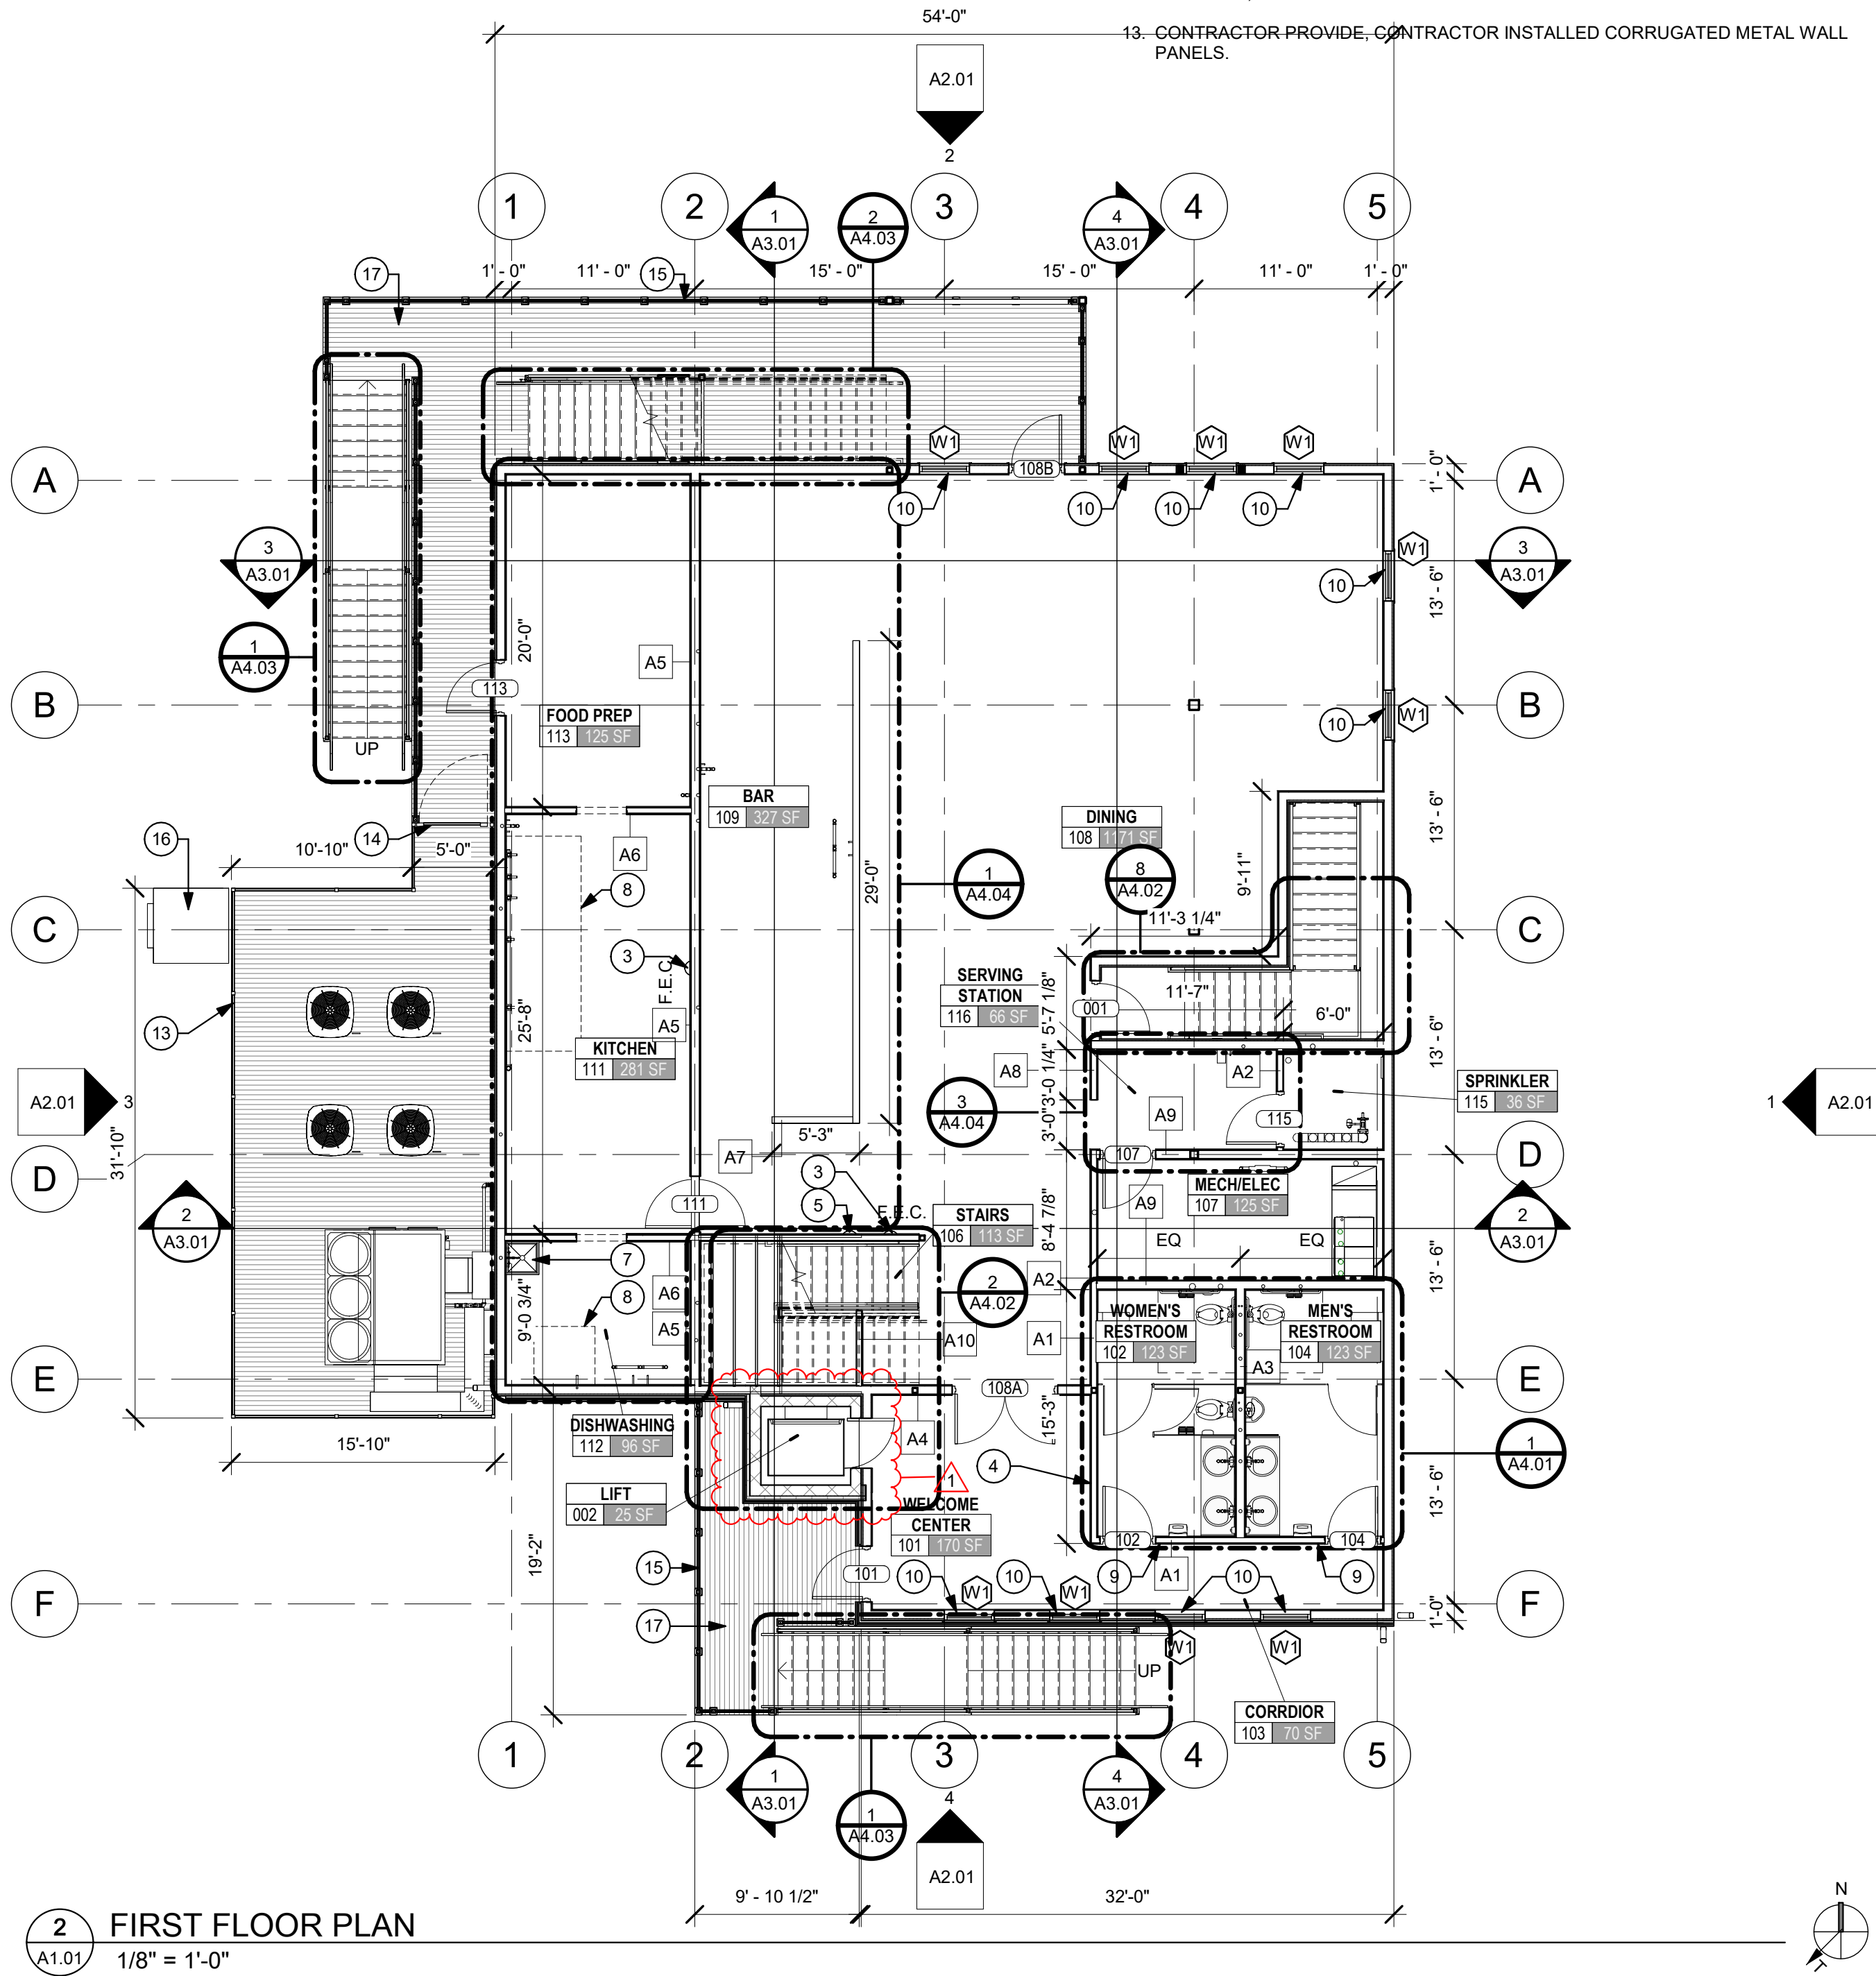 54'-0"
13. CONTRACTOR PROVIDE, CONTRACTOR INSTALLED CORRUGATED METAL WALL
PANELS.
A2.01
2
1
2
1
A3.01
2
A4.03
3
4
A3.01
4
5
17
1' - 0"
11' - 0"
15
15' - 0"
15' - 0"
11' - 0"
1' - 0"
W1
W1
W1
W1
108B
A
A
1' - 0"
10
10
10
10
3
A3.01
W1
10
13' - 6"
3
A3.01
1
A4.03
20'-0"
A5
113
B
B
FOOD PREP
113
125 SF
10
W1
UP
BAR
109
327 SF
DINING
108
1171 SF
13' - 6"
16
10'-10"
14
5'-0"
A6
8
29'-0"
1
A4.04
8
A4.02
9'-11"
11'-3 1/4"
C
C
3
F.E.C.
SERVING
STATION
116
66 SF
5'-7 1/8"
11'-7"
001
6'-0"
13
25'-8"
A5
KITCHEN
111
281 SF
13' - 6"
3'-0 1/4"
A8
A2
SPRINKLER
115
36 SF
A2.01
3
3
A4.04
A9
115
1
A2.01
3'-0"
5'-3"
31'-10"
A7
3
107
D
D
111
5
F.E.C.
STAIRS
106
113 SF
MECH/ELEC
107
125 SF
A9
8'-4 7/8"
2
A3.01
2
A3.01
EQ
EQ
7
8
A6
A5
9'-0 3/4"
2
A4.02
A2
13' - 6"
A10
A1
WOMEN'S
RESTROOM
102
123 SF
MEN'S
RESTROOM
104
123 SF
A3
E
E
108A
15'-3"
DISHWASHING
112
96 SF
15'-10"
A4
4
1
A4.01
1
LIFT
002
25 SF
WELCOME
CENTER
101
170 SF
13' - 6"
102
104
19'-2"
15
101
10
W1
10
W1
9
A1
10
9
F
F
1'-0"
17
W1
W1
UP
CORRDIOR
103
70 SF
1
2
1
A3.01
3
4
A3.01
4
5
1
A4.03
4
A2.01
9' - 10 1/2"
32'-0"
N
T
2
A1.01
FIRST FLOOR PLAN
1/8" = 1'-0"